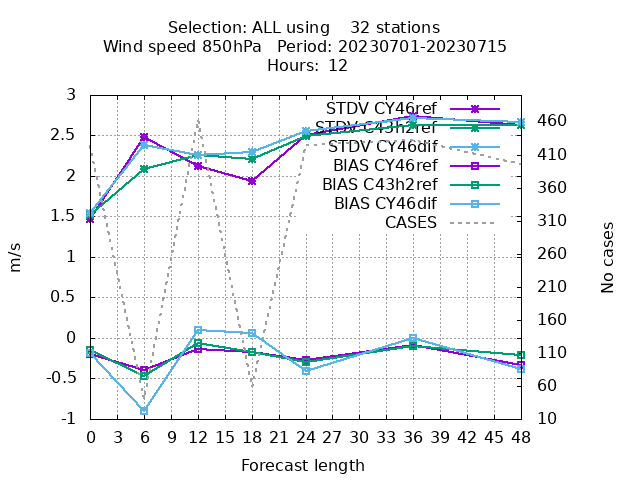 Selection: ALL using    32 stations
Wind speed 850hPa   Period: 20230701-20230715
Hours: 12
STDV CY46ref
STDV C43h2ref
STDV CY46dif
BIAS CY46ref
BIAS C43h2ref
BIAS CY46dif
CASES
3
2.5
2
1.5
1
0.5
0
-0.5
-1
m/s
460
410
360
310
260
210
160
110
60
10
No cases
0 3 6 9 12 15 18 21 24 27 30 33 36 39 42 45 48
Forecast length